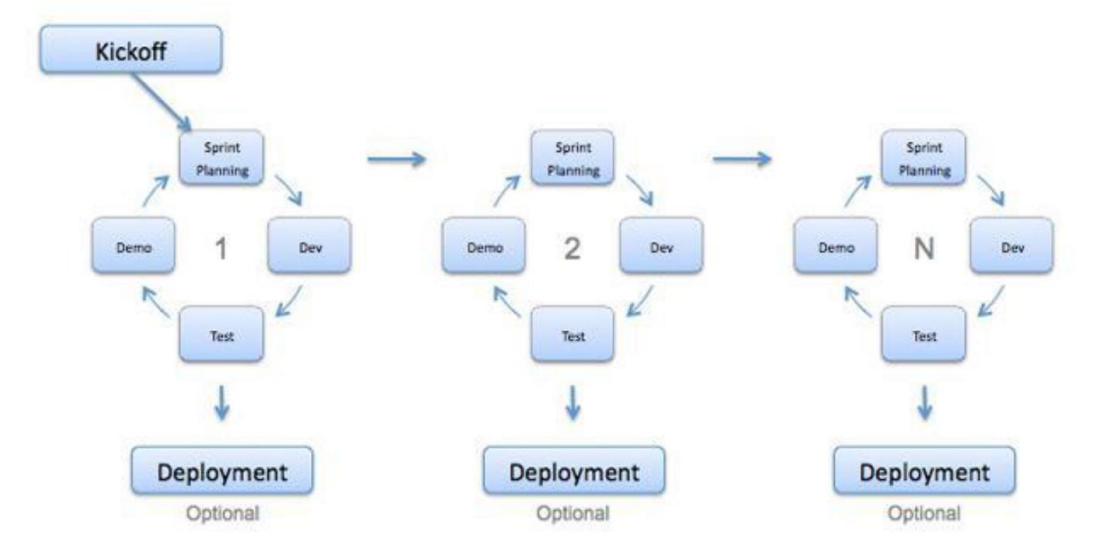 Kickoff
Sprint
Planning
Demo
1
Dev
Test
Deployment
Optional
Sprint
Planning
Demo
2
Dev
Test
Deployment
Optional
Sprint
Planning
Demo
N
Dev
Test
Deployment
Optional